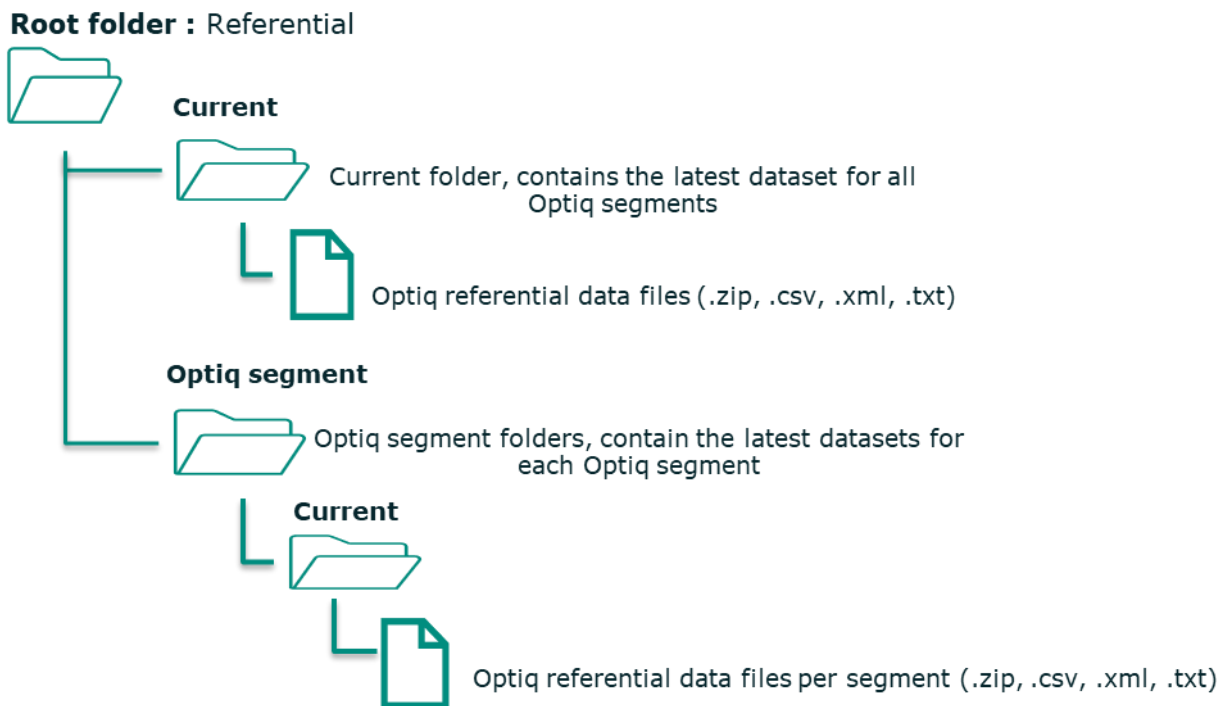 Root folder : Referential
Current
Current folder, contains the latest dataset for all
Optiq segments
Optiq referential data files (.zip, .csv, .xml, .txt)
Optiq segment
Optiq segment folders, contain the latest datasets for
each Optiq segment
Current
Optiq referential data files per segment (.zip, .csv, .xml, .txt)